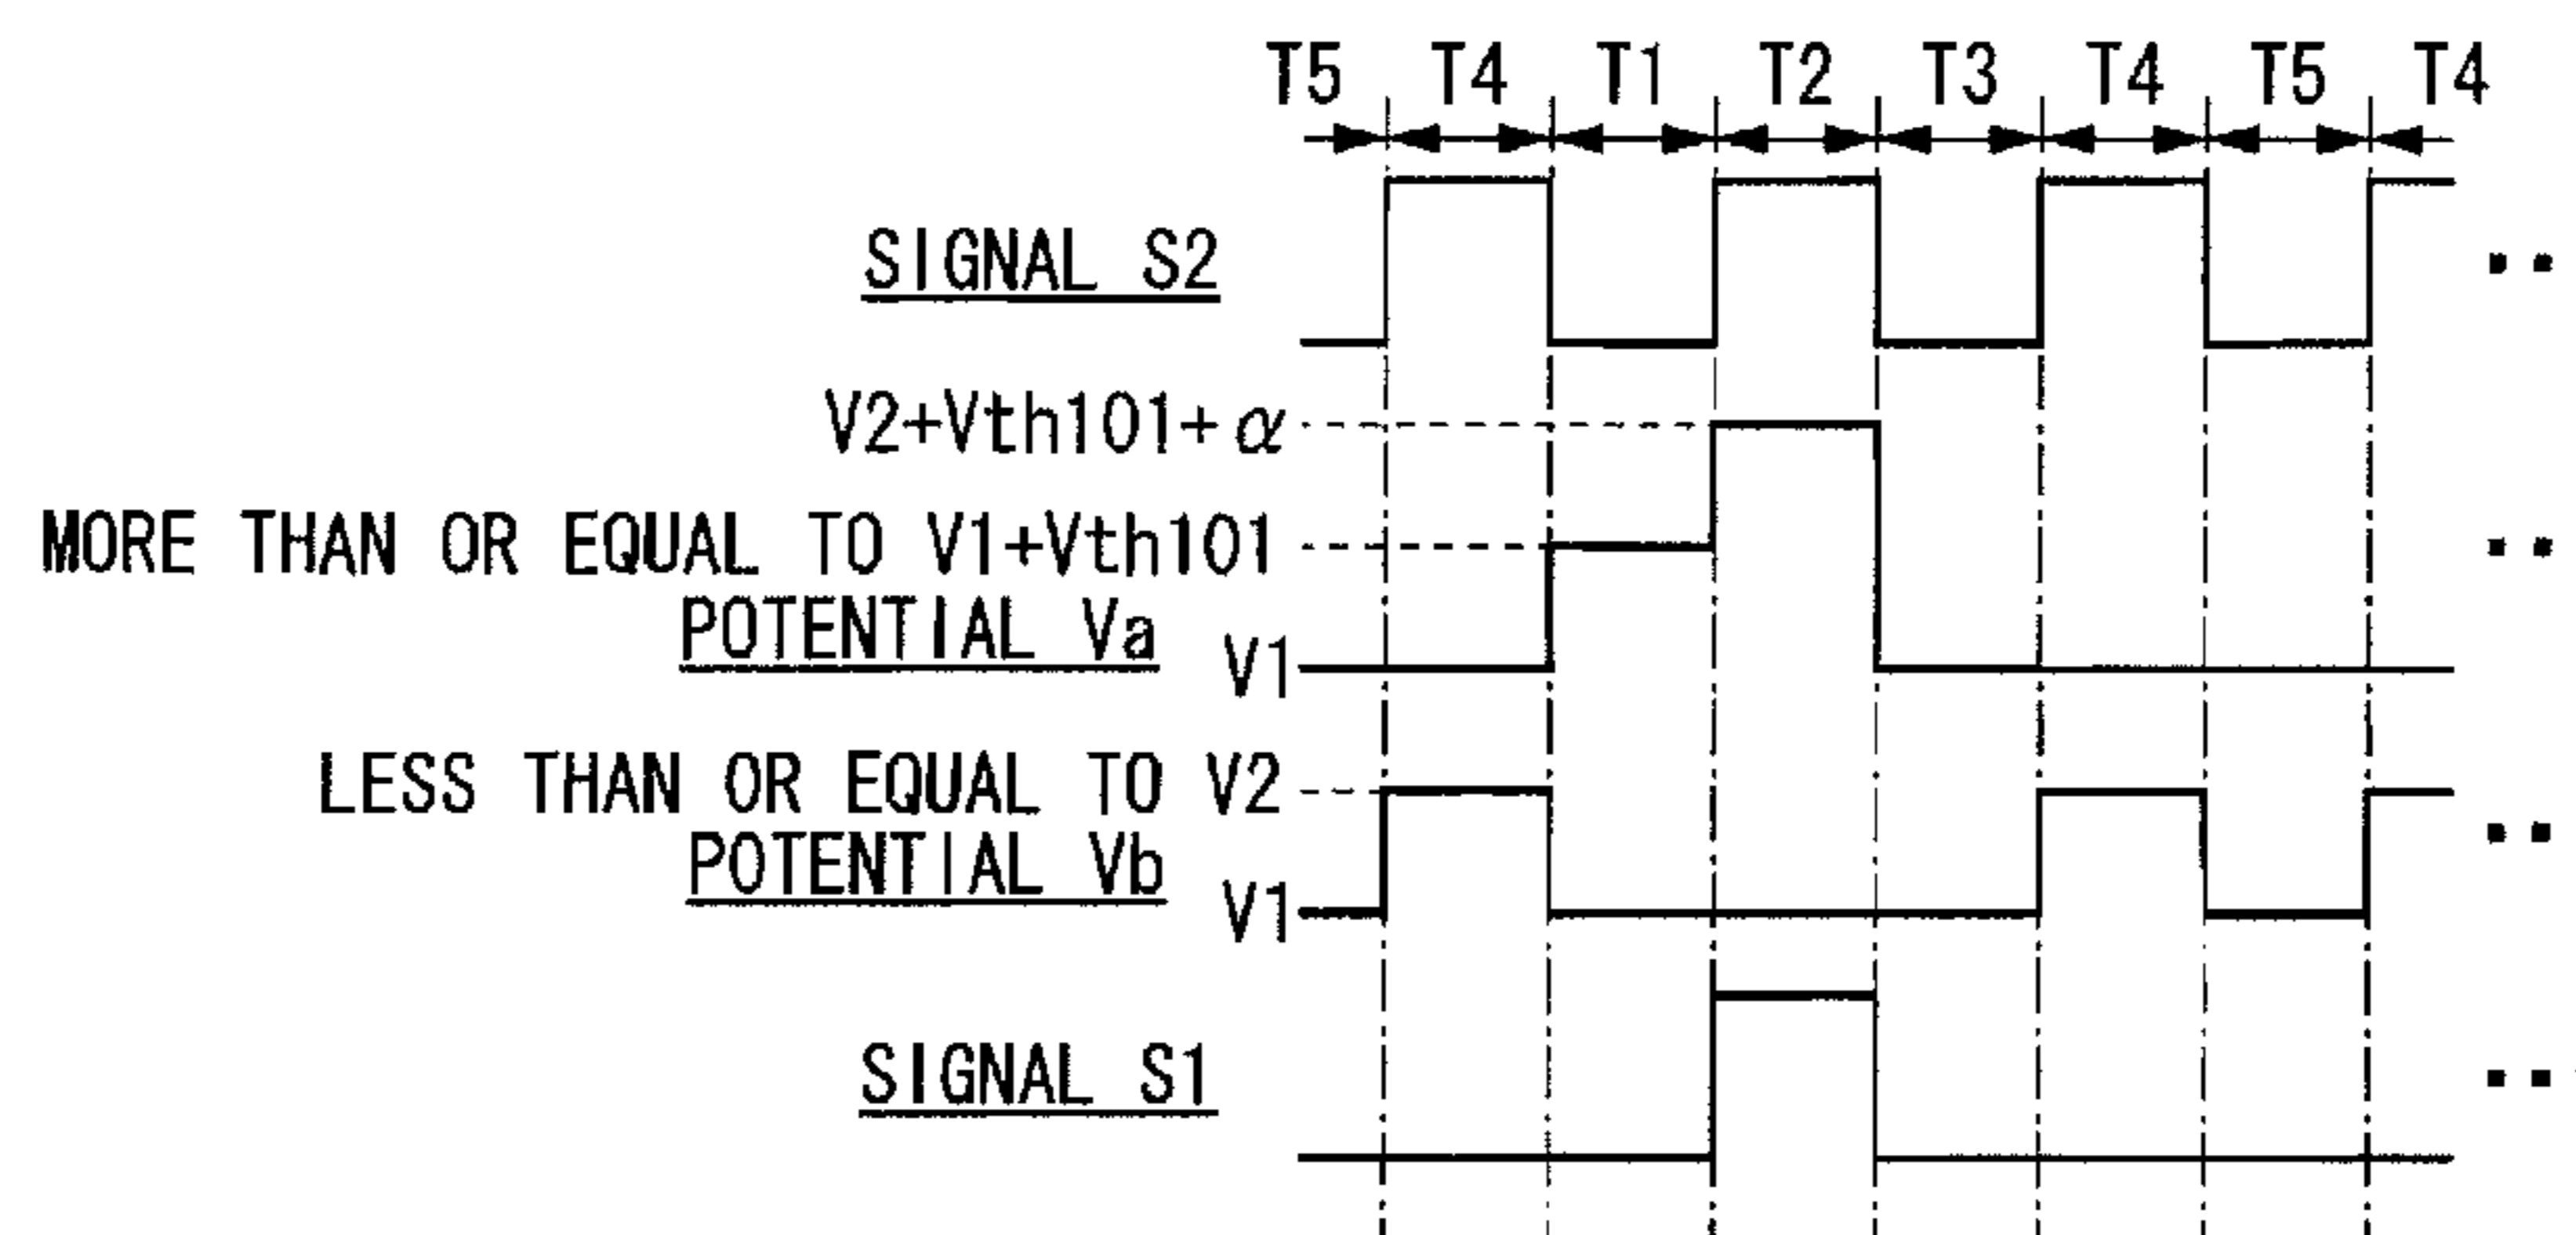 T5 T4 T1 T2 T3 T4 T5 T4
SIGNAL S2
V2+Vth101+α
MORE THAN OR EQUAL TO V1+Vth101
POTENTIAL Va
V1
LESS THAN OR EQUAL TO V2
POTENTIAL Vb
V1
SIGNAL S1